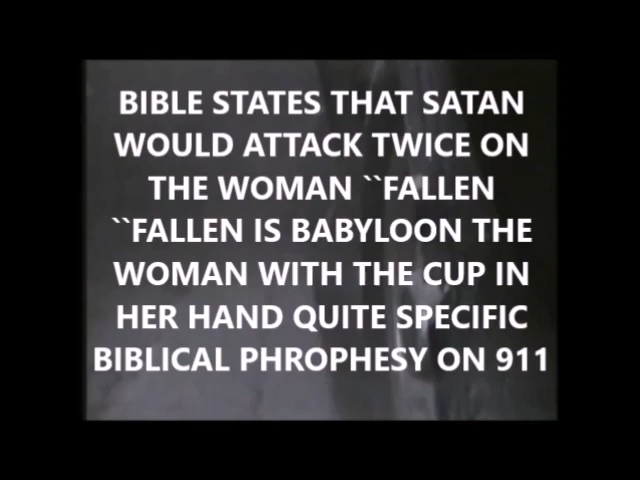 BIBLE STATES THAT SATAN
WOULD ATTACK TWICE ON
THE WOMAN ``FALLEN
``FALLEN IS BABYLOON THE
WOMAN WITH THE CUP IN
HER HAND QUITE SPECIFIC
BIBLICAL PHROPHESY ON 911